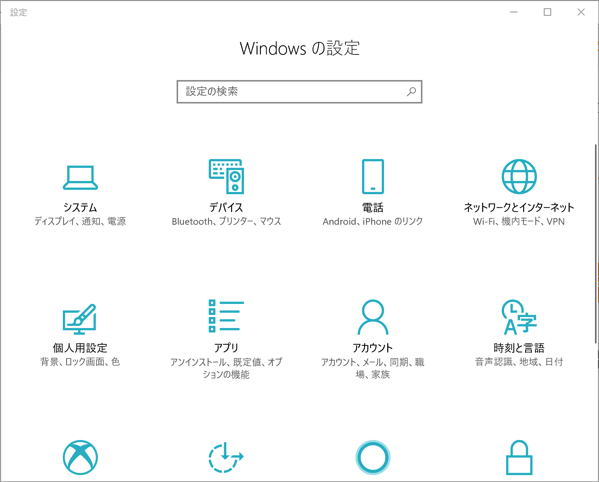 設定
Windows の設定
設定の検索
システム
ディスプレイ、通知、電源
デバイス
Bluetooth、プリンター、マウス
電話
Android、iPhone のリンク
ネットワークとインターネット
Wi-Fi、機内モード、VPN
個人用設定
背景、ロック画面、色
アプリ
アンインストール、既定値、オプ
ションの機能
アカウント
アカウント、メール、同期、職
場、家族
時刻と言語
音声認識、地域、日付